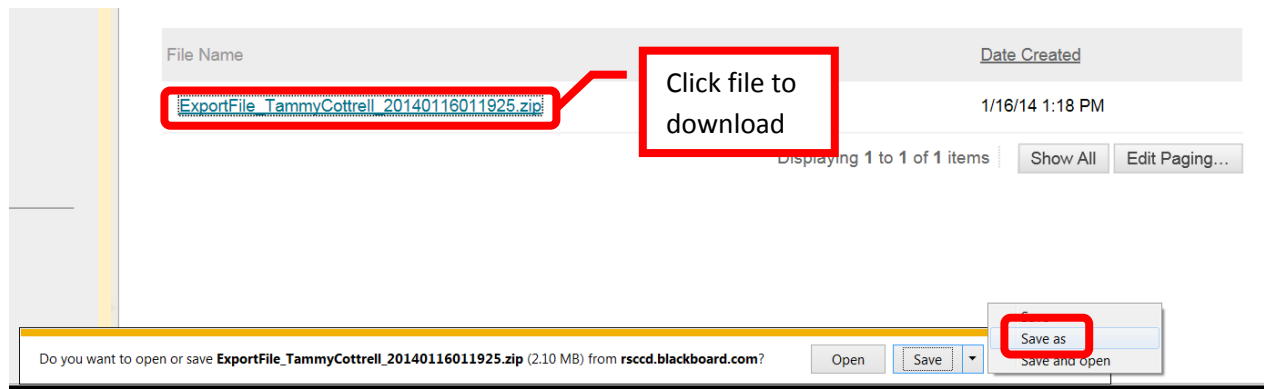 File Name
Date Created
Click file to
download
ExportFile_TammyCottrell_20140116011925.zip
1/16/14 1:18 PM
Displaying 1 to 1 of 1 items
Show All
Edit Paging...
Save as
Save and open
Do you want to open or save ExportFile_TammyCottrell_20140116011925.zip (2.10 MB) from rsccd.blackboard.com?
Open
Save